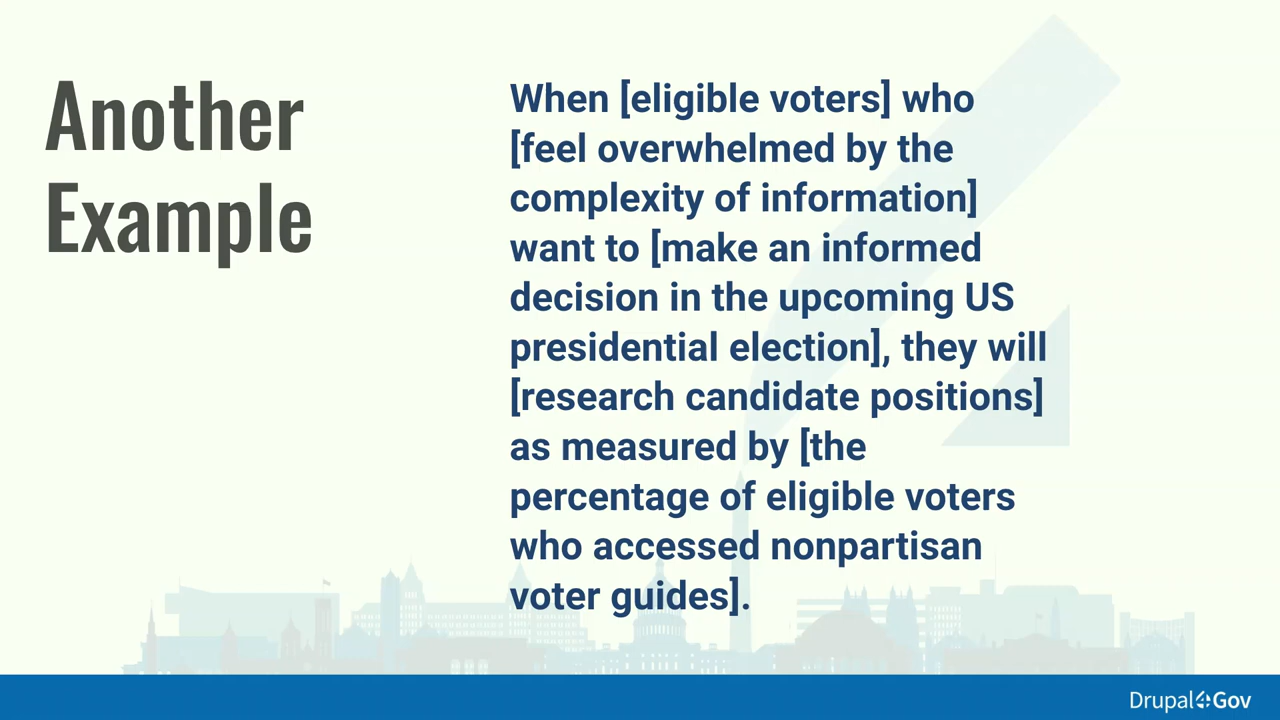 Another
Example
When [eligible voters] who
[feel overwhelmed by the
complexity of information]
want to [make an informed
decision in the upcoming US
presidential election], they will
[research candidate positions]
as measured by [the
percentage of eligible voters
who accessed nonpartisan
voter guides].
Drupal4Gov